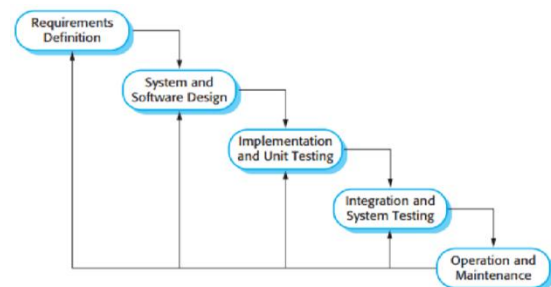 Requirements
Definition
System and
Software Design
Implementation
and Unit Testing
Integration and
System Testing
Operation and
Maintenance